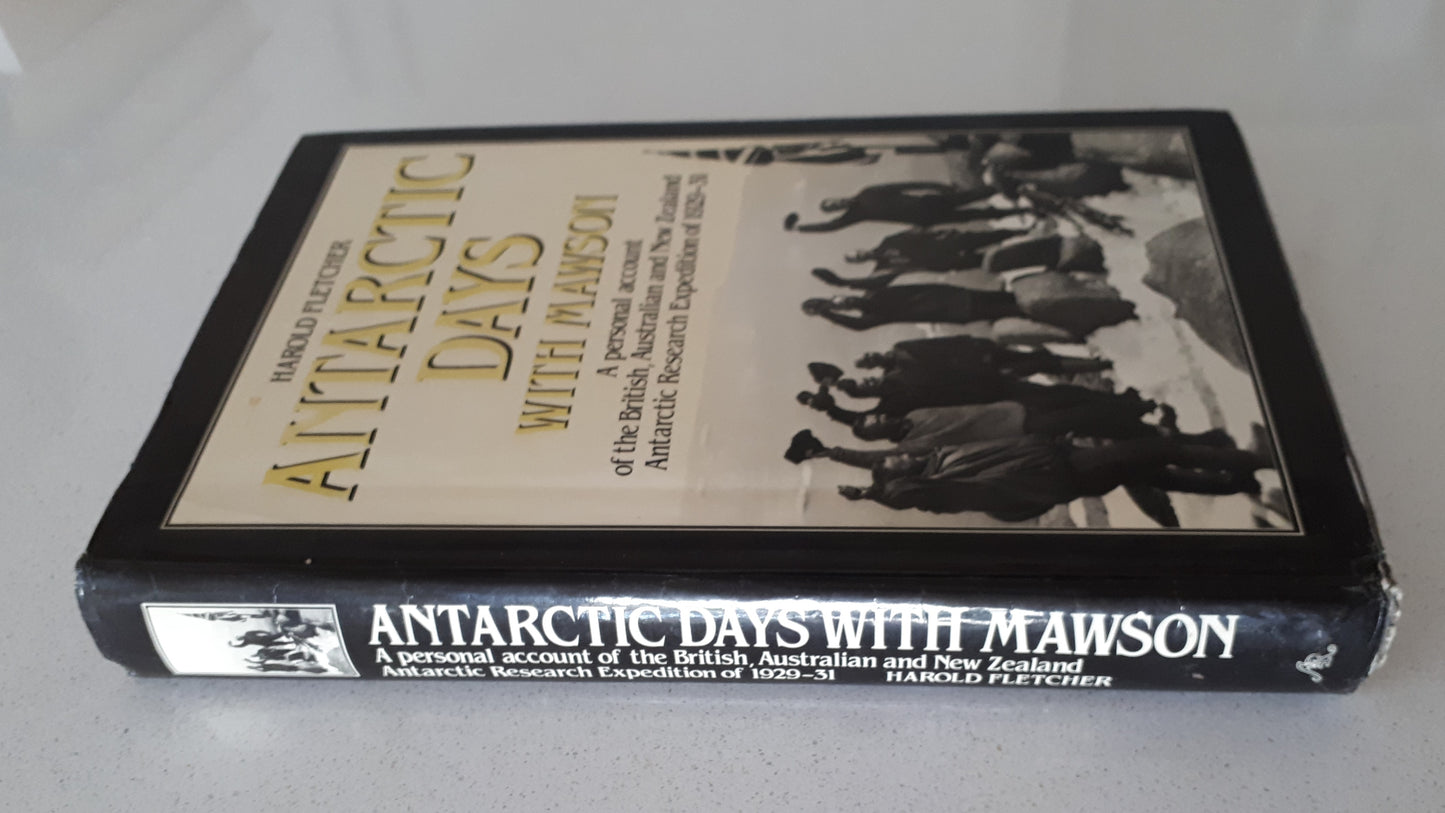 HAROLD FLETCHER
ANTARCTIC
DAYS
WITH MAWSON
A personal account
of the British, Australian and New Zealand
Antarctic Research Expedition of 1929–31
ANTARCTIC DAYS WITH MAWSON
A personal account of the British, Australian and New Zealand
Antarctic Research Expedition of 1929–31 HAROLD FLETCHER